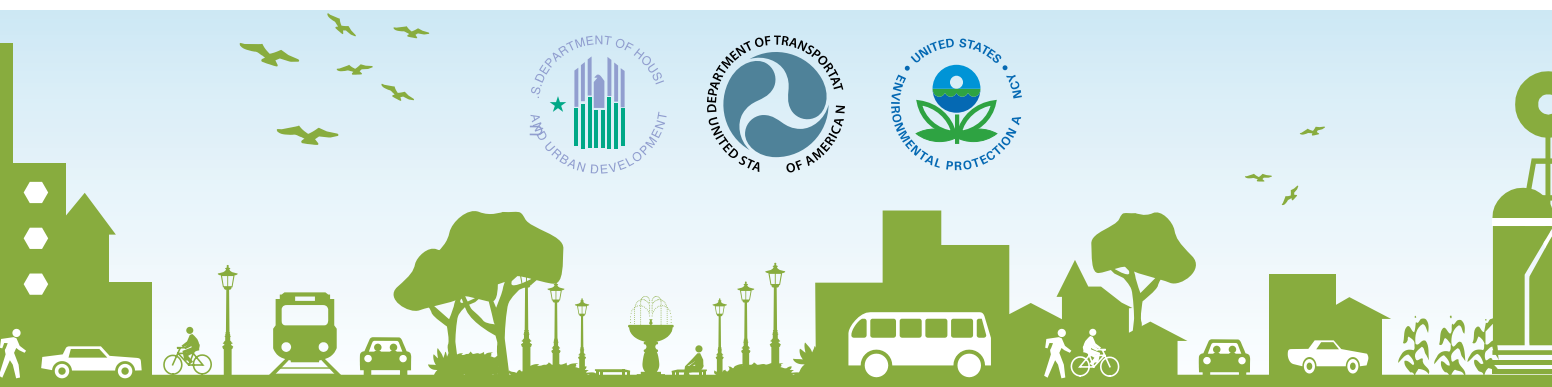 .S.DEPARTMENT OF HOUSI
AND URBAN DEVELOPMENT
U DEPARTMENT OF TRANSPORTAT N
UNITED STA OF AMERICA
• UNITED STATES •
ENVIRONMENTAL PROTECTION A NCY